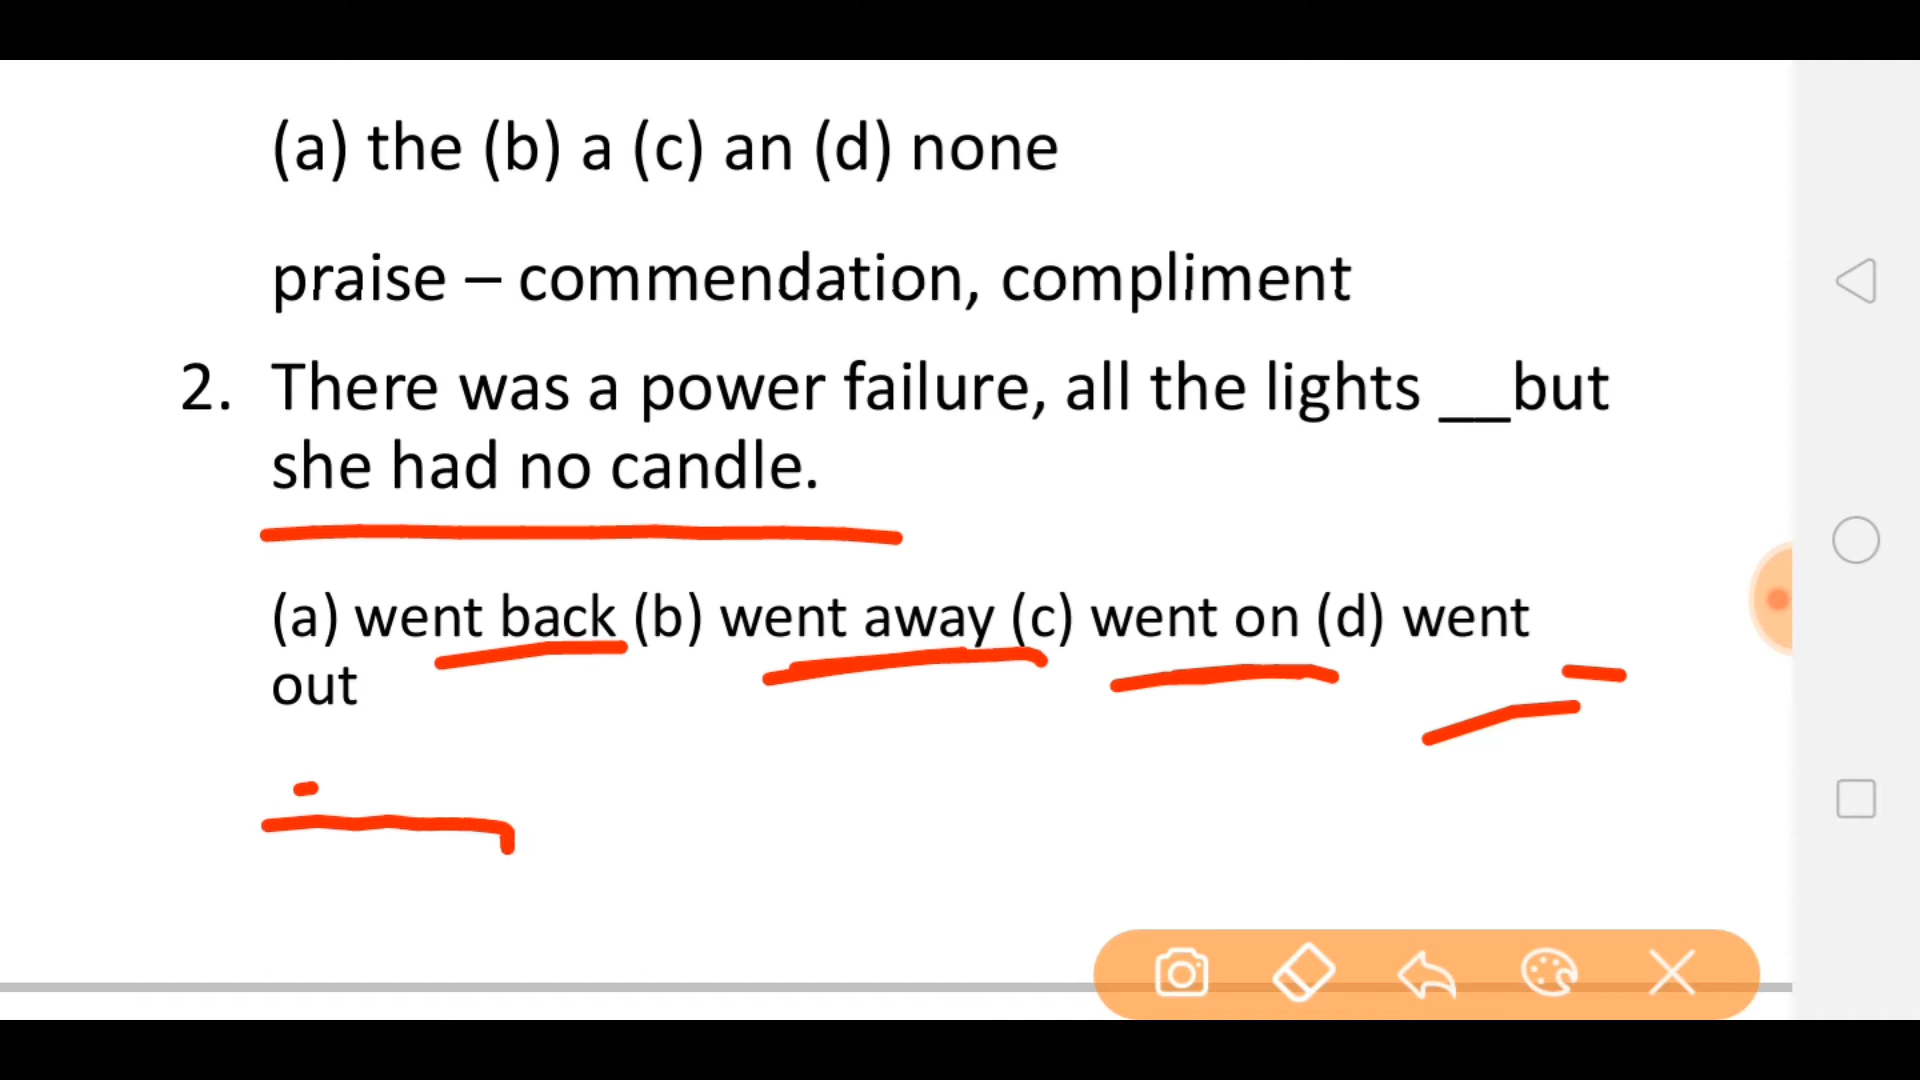 (a) the (b) a (c) an (d) none
praise – commendation, compliment
2. There was a power failure, all the lights __but
she had no candle.
(a) went back (b) went away (c) went on (d) went
out